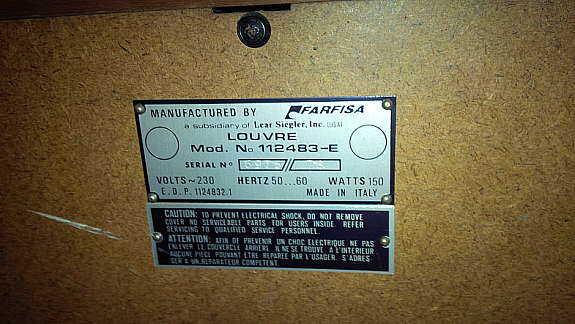 MANUFACTURED BY FARFISA
a subsidiary of Lear Siegler, Inc. (USA)
LOUVRE
Mod. No 112483-E
SERIAL No
VOLTS ~ 230 HERTZ 50...60 WATTS 150
E.D.P. 1124832.1 MADE IN ITALY
CAUTION: TO PREVENT ELECTRICAL SHOCK, DO NOT REMOVE
COVER NO SERVICEABLE PARTS FOR USERS INSIDE. REFER
SERVICING TO QUALIFIED SERVICE PERSONNEL.
ATTENTION: AFIN DE PREVENIR UN CHOC ELECTRIQUE NE PAS
ENLEVER LE COUVERCLE ARRIERE. IL NE SE TROUVE A L'INTERIEUR
AUCUNE PIECE POUVANT ÊTRE REPAREE PAR L'USAGER. S'ADRES
SER A UN REPARATEUR COMPETENT.